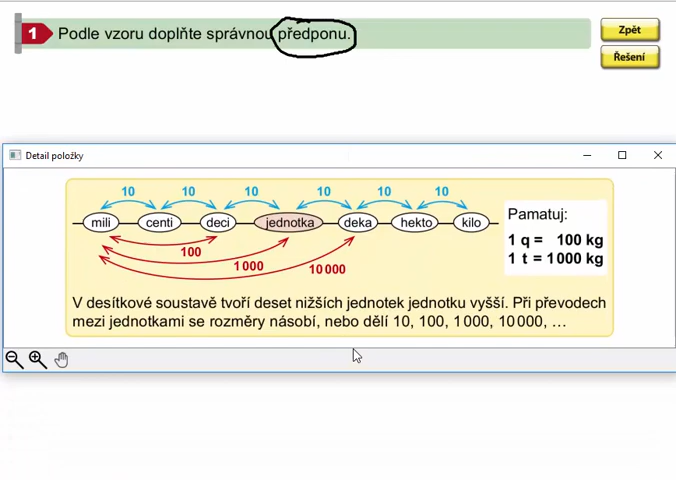 1 Podle vzoru doplňte správnou předponu.
Zpět
Řešení
Detail položky
10 10 10 10 10 10
mili centi deci jednotka deka hekto kilo
100
1 000
10 000
Pamatuj:
1 q = 100 kg
1 t = 1 000 kg
V desítkové soustavě tvoří deset nižších jednotek jednotku vyšší. Při převodech
mezi jednotkami se rozměry násobí, nebo dělí 10, 100, 1 000, 10 000, …